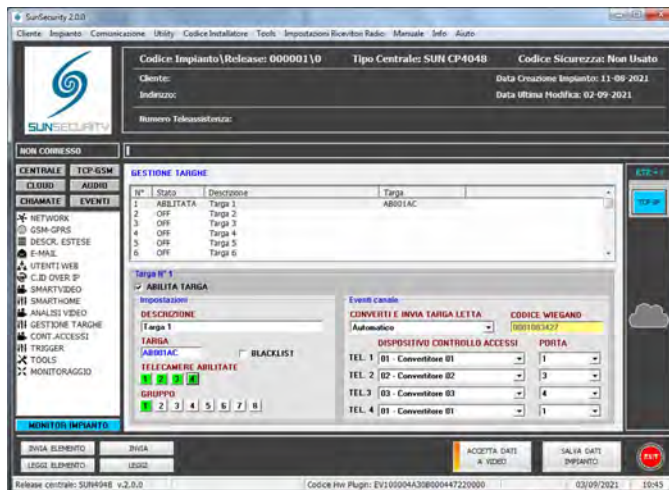 SunSecurity 2.0.0
Cliente Impianto Comunicazione Utility Codice Installatore Tools Impostazioni Ricevitori Radio Manuale Info Aiuto
Codice Impianto\Release: 000001\0 Tipo Centrale: SUN CP4048 Codice Sicurezza: Non Usato
Cliente: Data Creazione Impianto: 11-08-2021
Indirizzo: Data Ultima Modifica: 02-09-2021
Numero Teleassistenza:
SUNSECURITY
NON CONNESSO
CENTRALE TCP-GSM
CLOUD AUDIO
CHIAMATE EVENTI
NETWORK
GSM-GPRS
DESCR. ESTESE
E-MAIL
UTENTI WEB
C.ID OVER IP
SMARTVIDEO
SMARTHOME
ANALISI VIDEO
GESTIONE TARGHE
CONT.ACCESSI
TRIGGER
TOOLS
MONITORAGGIO
MONITOR IMPIANTO
GESTIONE TARGHE
N° Stato Descrizione Targa
1 ABILITATA Targa 1 AB001AC
2 OFF Targa 2
3 OFF Targa 3
4 OFF Targa 4
5 OFF Targa 5
6 OFF Targa 6
Targa N° 1
ABILITA TARGA
Impostazioni
DESCRIZIONE
Targa 1
TARGA
AB001AC BLACKLIST
TELECAMERE ABILITATE
1 2 3 4
GRUPPO
1 2 3 4 5 6 7 8
Eventi canale
CONVERTI E INVIA TARGA LETTA CODICE WIEGAND
Automatico 0001083427
DISPOSITIVO CONTROLLO ACCESSI PORTA
TEL. 1 01 - Convertitore 01 1
TEL. 2 02 - Convertitore 02 3
TEL.3 03 - Convertitore 03 4
TEL. 4 01 - Convertitore 01 1
TCP-IP
INVIA ELEMENTO INVIA
LEGGI ELEMENTO LEGGI
ACCETTA DATI A VIDEO
SALVA DATI IMPIANTO
EXIT
Release centrale: SUN4048 v.2.0.0 Codice Hw Plugin: EV100004A30B000447220000 03/09/2021 10:45